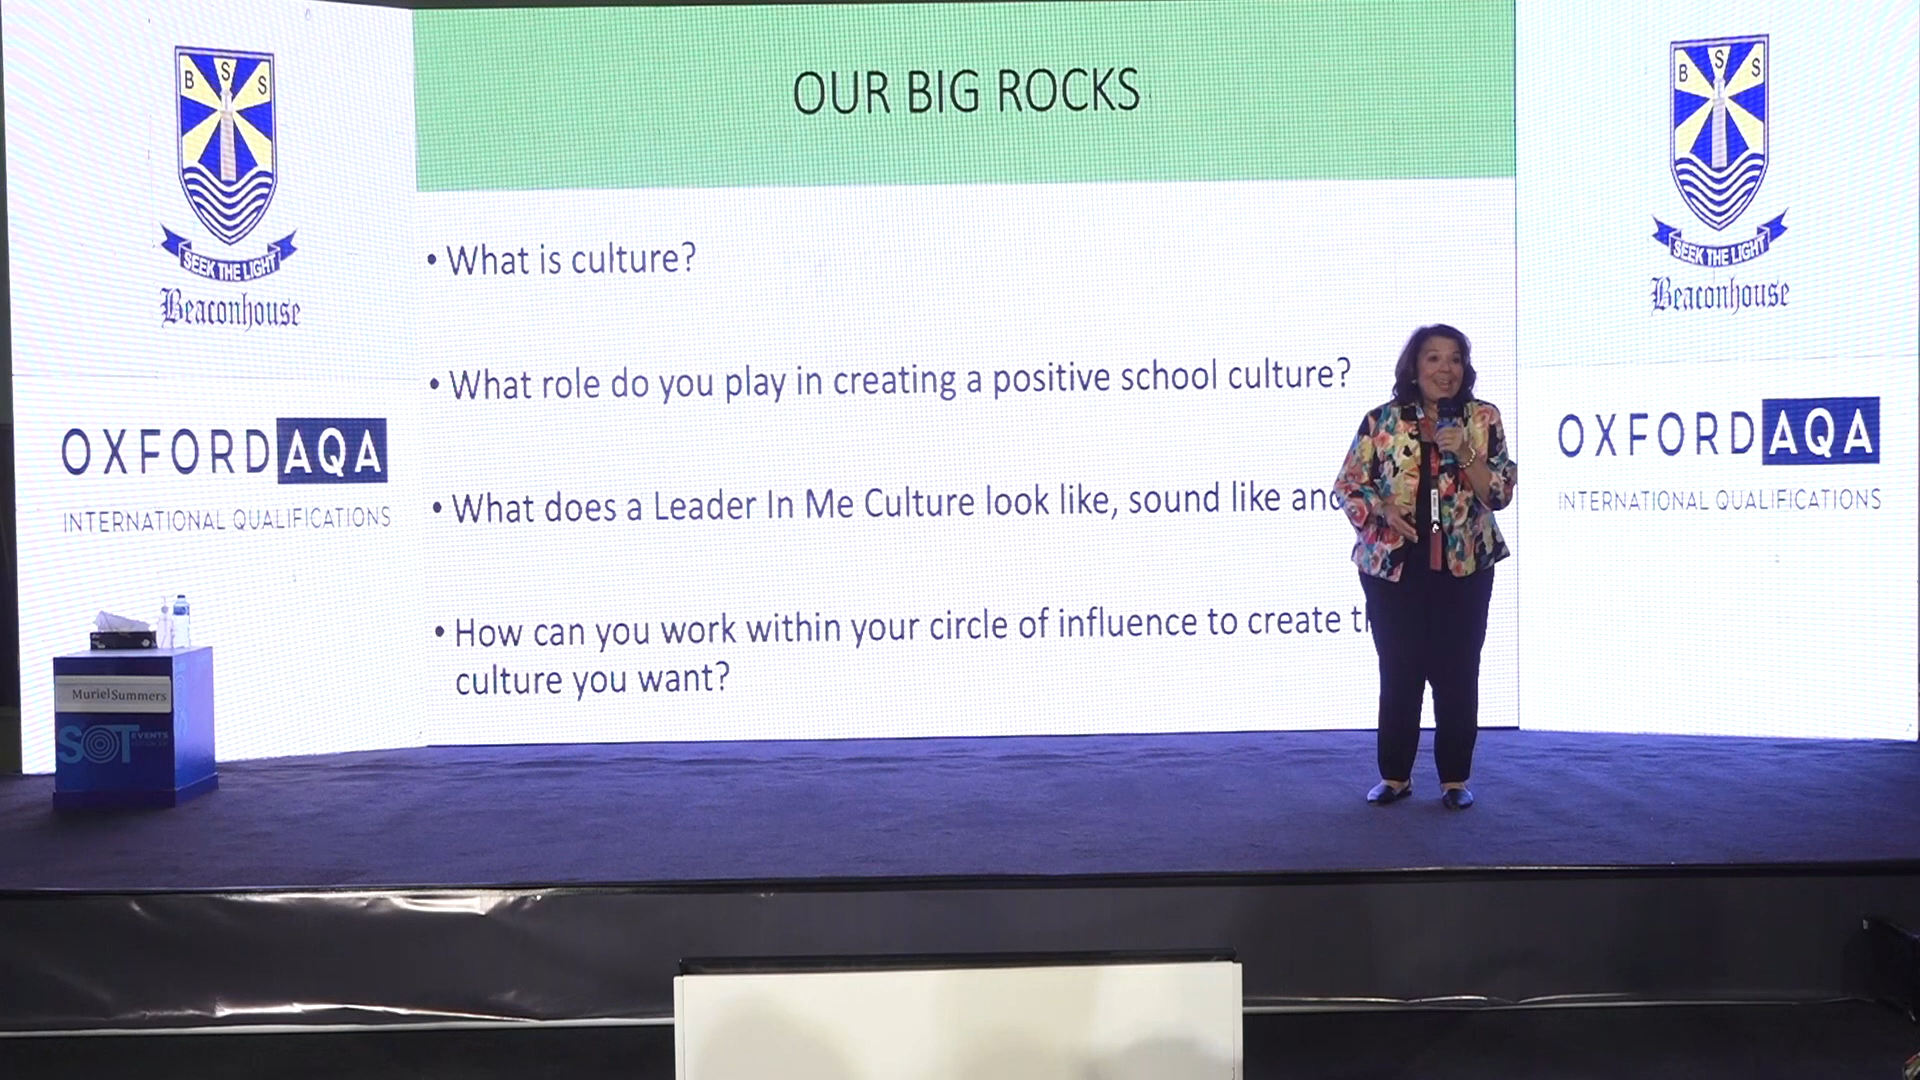 B S S
SEEK THE LIGHT
Beaconhouse
OXFORD AQA
INTERNATIONAL QUALIFICATIONS
OUR BIG ROCKS
• What is culture?
• What role do you play in creating a positive school culture?
• What does a Leader In Me Culture look like, sound like and
• How can you work within your circle of influence to create
culture you want?
B S S
SEEK THE LIGHT
Beaconhouse
OXFORD AQA
INTERNATIONAL QUALIFICATIONS
Muriel Summers
SOT EVENTS